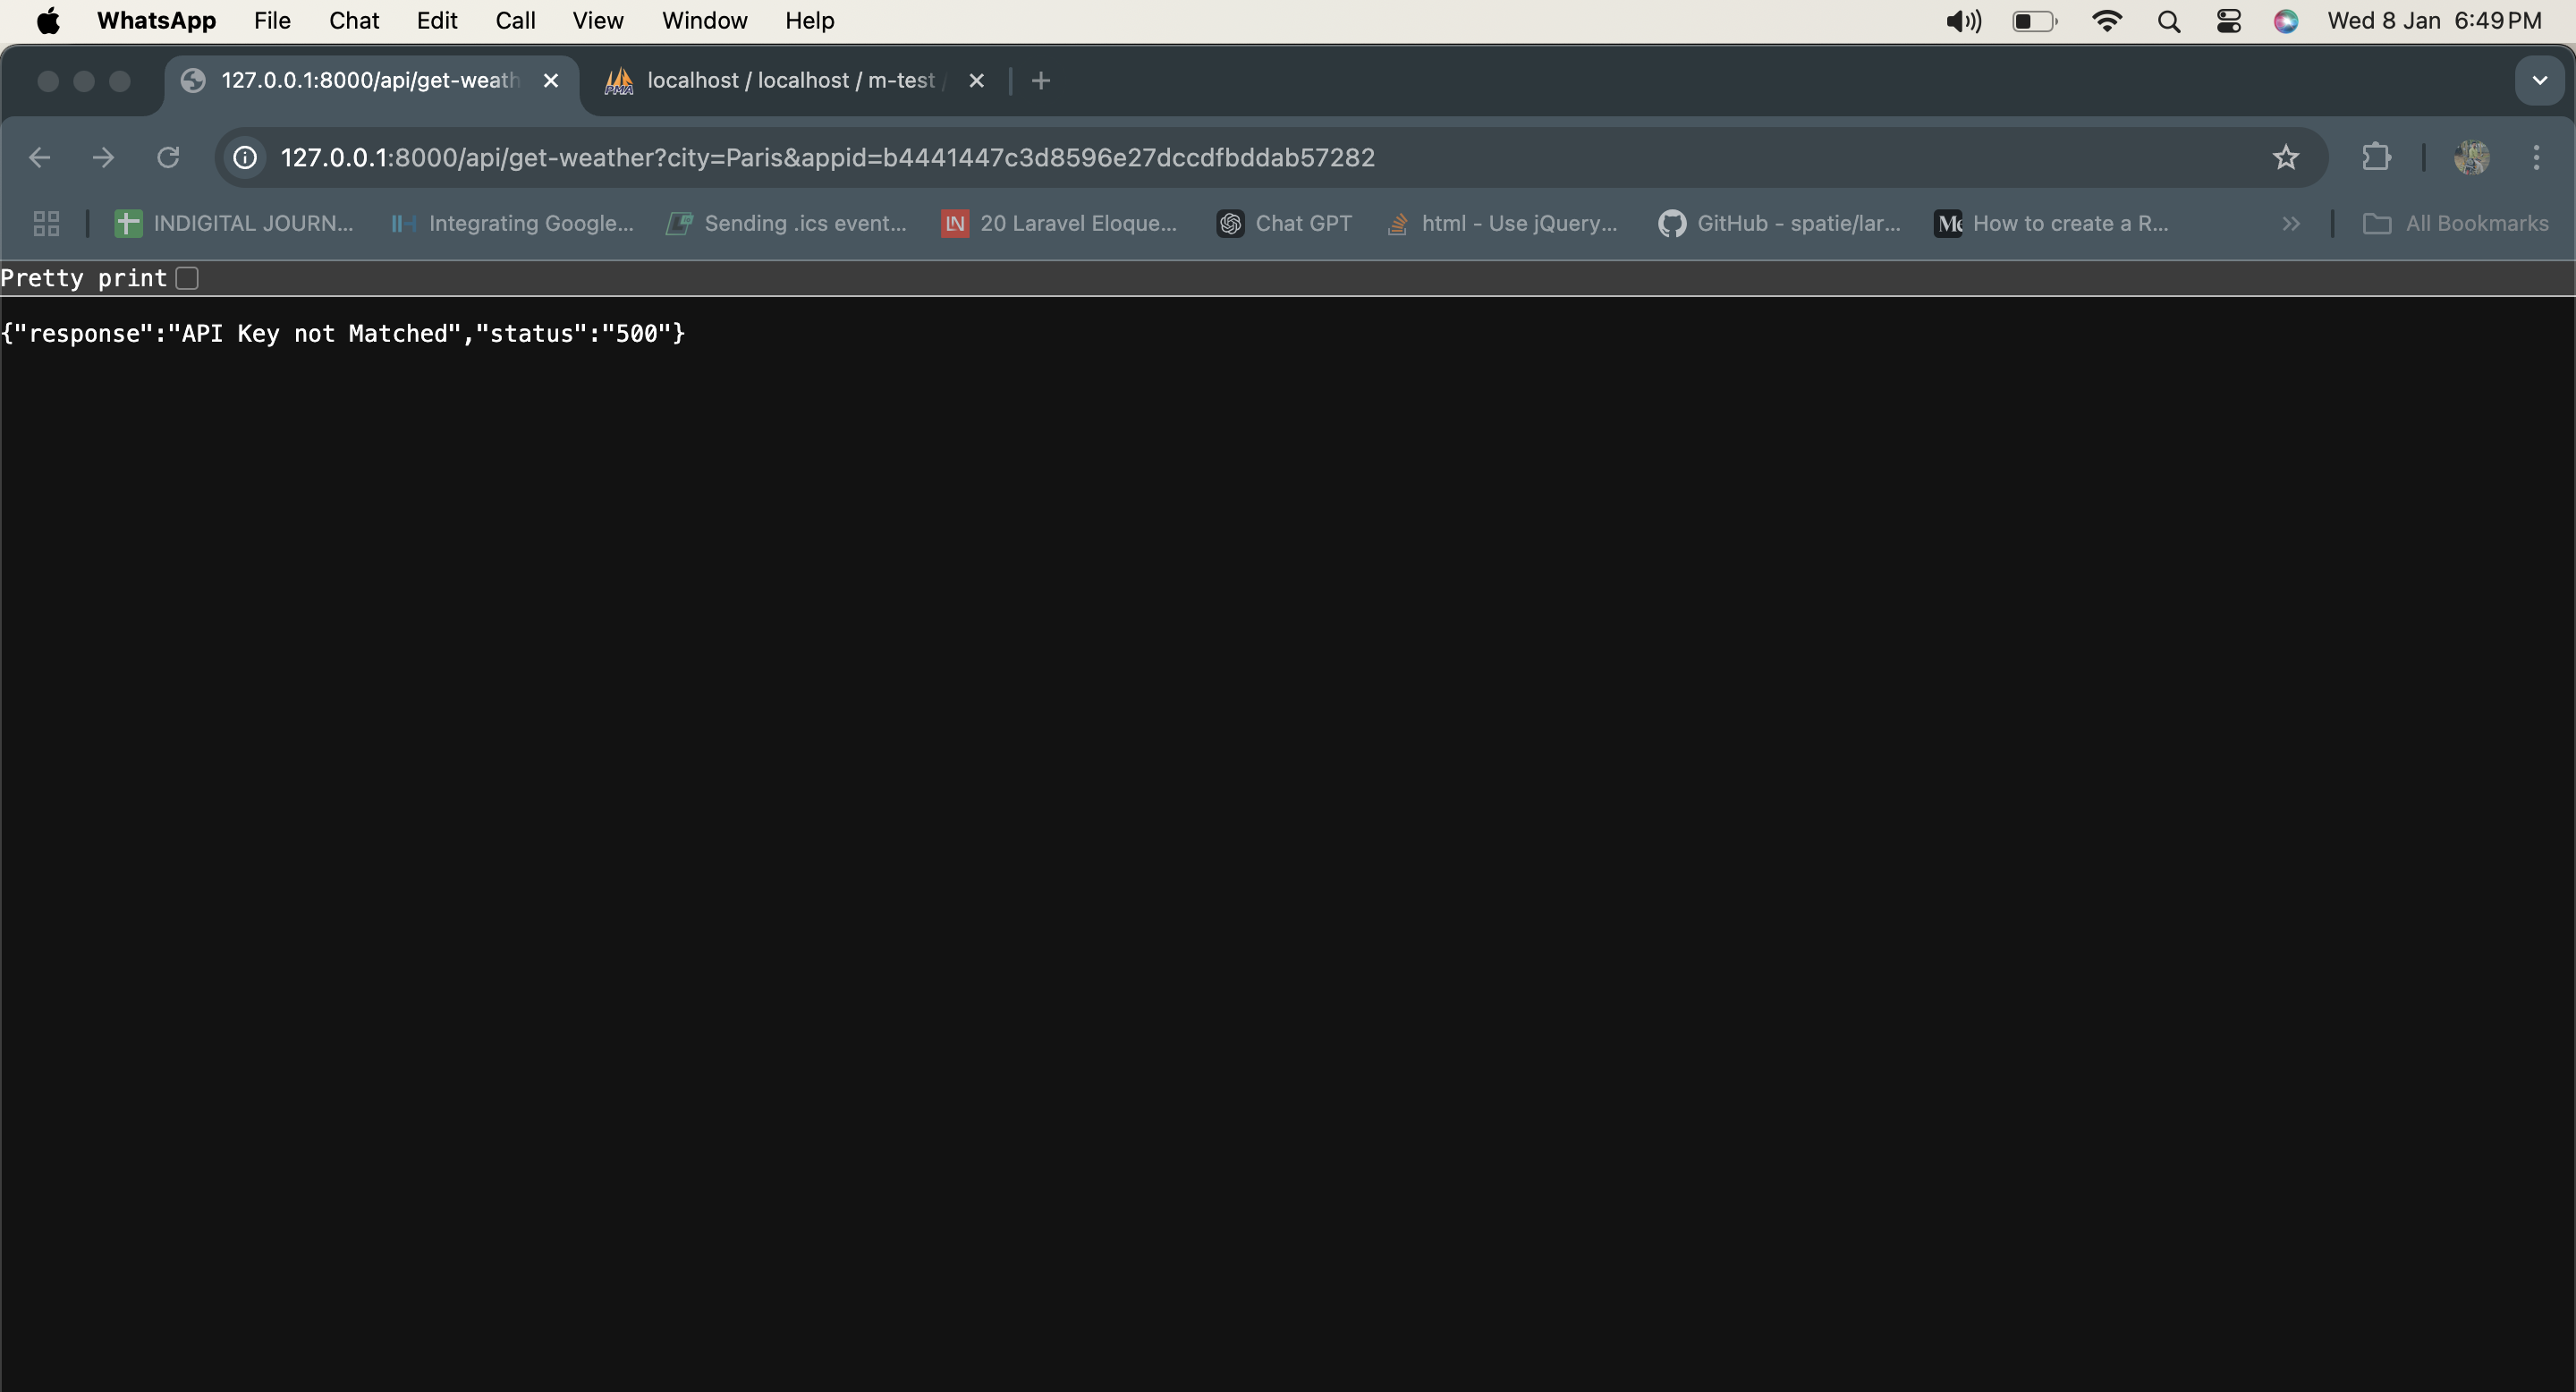 WhatsApp File Chat Edit Call View Window Help Wed 8 Jan 6:49 PM
127.0.0.1:8000/api/get-weath localhost / localhost / m-test /
127.0.0.1:8000/api/get-weather?city=Paris&appid=b4441447c3d8596e27dccdfbddab57282
INDIGITAL JOURN... Integrating Google... Sending .ics event... LN 20 Laravel Eloque... Chat GPT html - Use jQuery... GitHub - spatie/lar... How to create a R... All Bookmarks
Pretty print
{"response":"API Key not Matched","status":"500"}